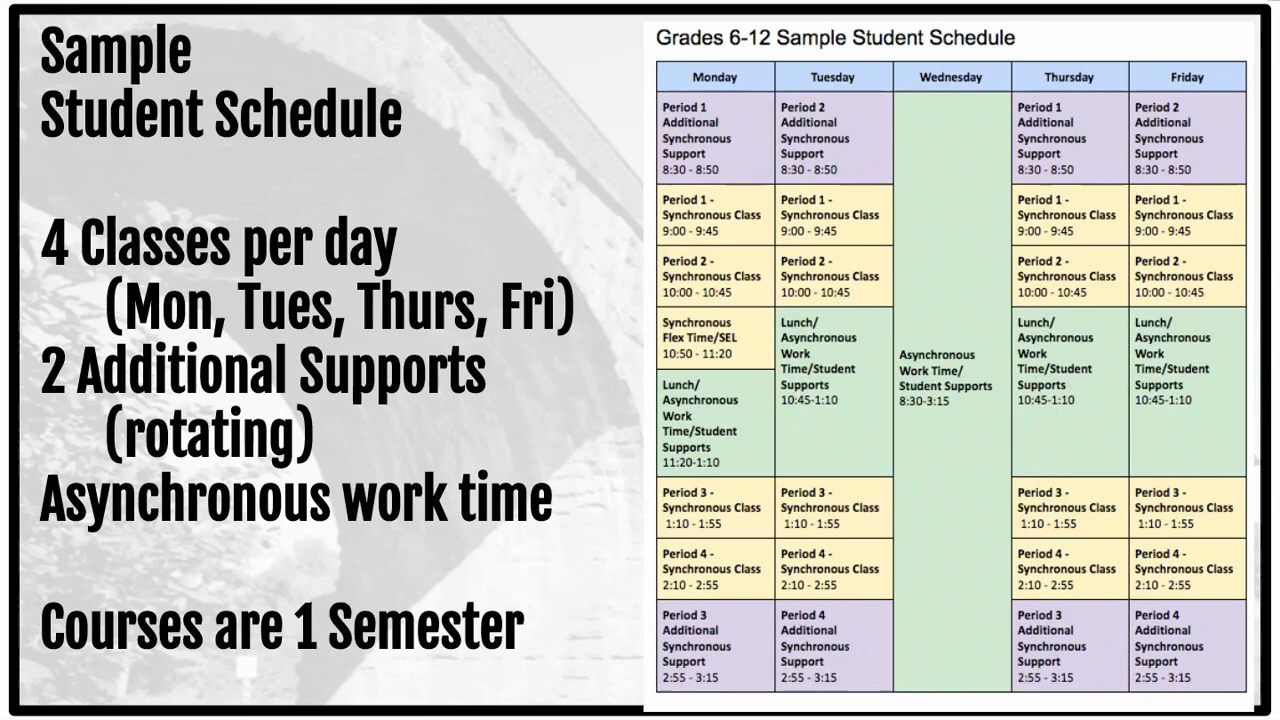 Sample
Student Schedule
4 Classes per day
(Mon, Tues, Thurs, Fri)
2 Additional Supports
(rotating)
Asynchronous work time
Courses are 1 Semester
Grades 6-12 Sample Student Schedule
Monday
Tuesday
Wednesday
Thursday
Friday
Period 1
Additional
Synchronous
Support
8:30 - 8:50
Period 2
Additional
Synchronous
Support
8:30 - 8:50
Period 1
Additional
Synchronous
Support
8:30 - 8:50
Period 2
Additional
Synchronous
Support
8:30 - 8:50
Period 1 -
Synchronous Class
9:00 - 9:45
Period 1 -
Synchronous Class
9:00 - 9:45
Period 1 -
Synchronous Class
9:00 - 9:45
Period 1 -
Synchronous Class
9:00 - 9:45
Period 2 -
Synchronous Class
10:00 - 10:45
Period 2 -
Synchronous Class
10:00 - 10:45
Period 2 -
Synchronous Class
10:00 - 10:45
Period 2 -
Synchronous Class
10:00 - 10:45
Synchronous
Flex Time/SEL
10:50 - 11:20
Lunch/
Asynchronous
Work
Time/Student
Supports
11:20-1:10
Lunch/
Asynchronous
Work
Time/Student
Supports
10:45-1:10
Asynchronous
Work Time/
Student Supports
8:30-3:15
Lunch/
Asynchronous
Work
Time/Student
Supports
10:45-1:10
Lunch/
Asynchronous
Work
Time/Student
Supports
10:45-1:10
Period 3 -
Synchronous Class
1:10 - 1:55
Period 3 -
Synchronous Class
1:10 - 1:55
Period 3 -
Synchronous Class
1:10 - 1:55
Period 3 -
Synchronous Class
1:10 - 1:55
Period 4 -
Synchronous Class
2:10 - 2:55
Period 4 -
Synchronous Class
2:10 - 2:55
Period 4 -
Synchronous Class
2:10 - 2:55
Period 4 -
Synchronous Class
2:10 - 2:55
Period 3
Additional
Synchronous
Support
2:55 - 3:15
Period 4
Additional
Synchronous
Support
2:55 - 3:15
Period 3
Additional
Synchronous
Support
2:55 - 3:15
Period 4
Additional
Synchronous
Support
2:55 - 3:15